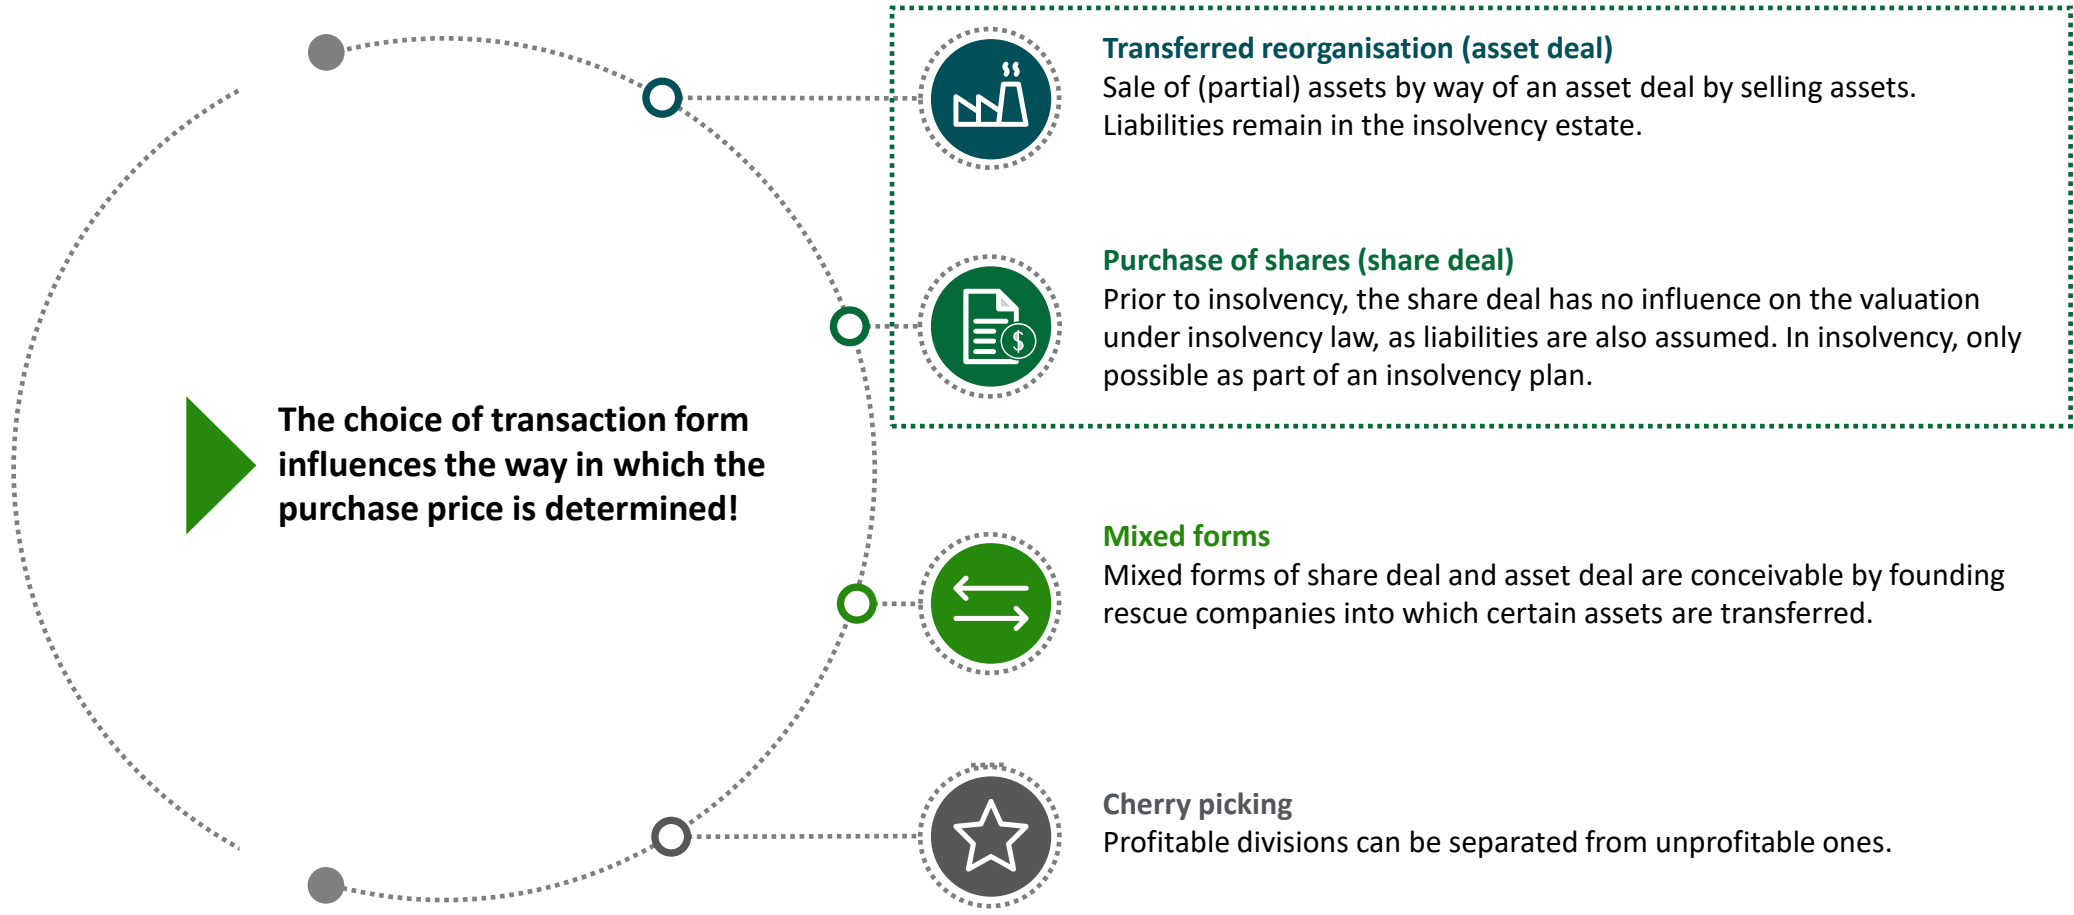 The choice of transaction form
influences the way in which the
purchase price is determined!
Transferred reorganisation (asset deal)
Sale of (partial) assets by way of an asset deal by selling assets.
Liabilities remain in the insolvency estate.
Purchase of shares (share deal)
Prior to insolvency, the share deal has no influence on the valuation
under insolvency law, as liabilities are also assumed. In insolvency, only
possible as part of an insolvency plan.
$
Mixed forms
Mixed forms of share deal and asset deal are conceivable by founding
rescue companies into which certain assets are transferred.
Cherry picking
Profitable divisions can be separated from unprofitable ones.